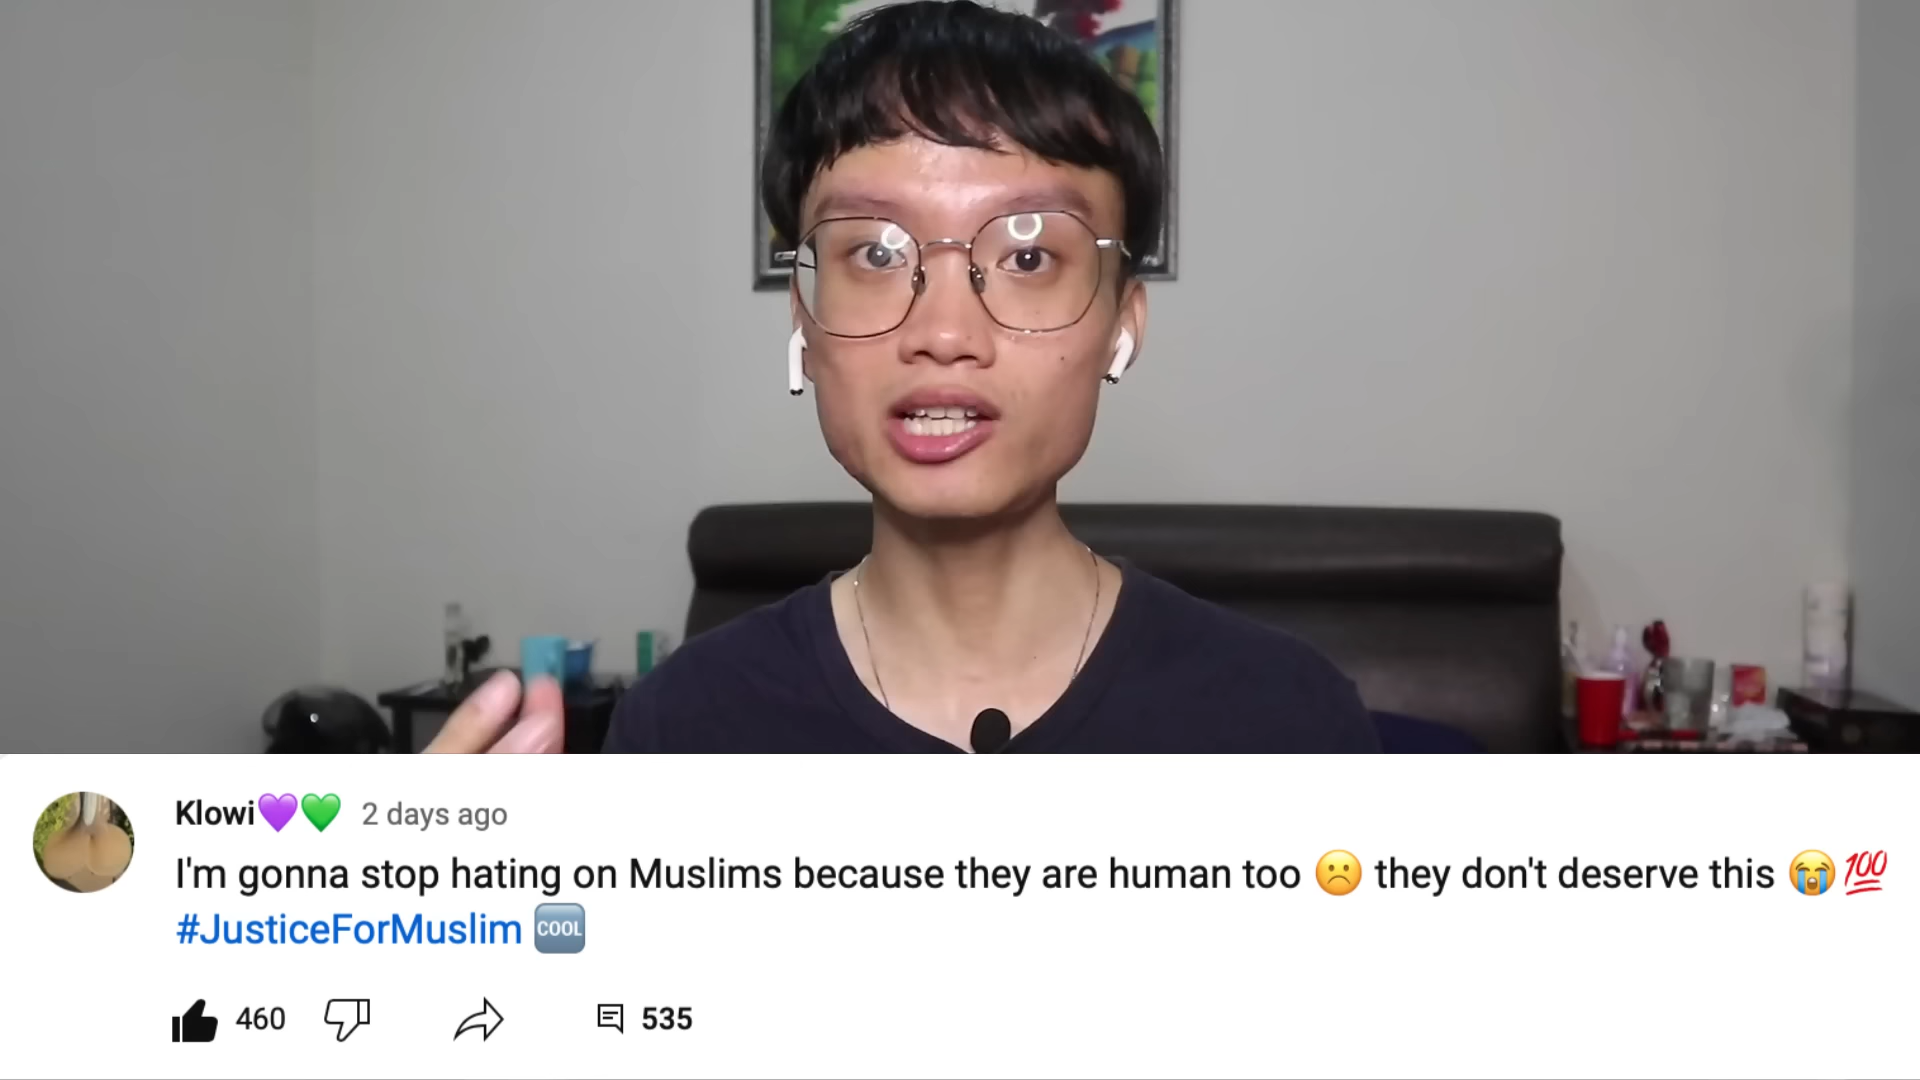 Klowi💜💚 2 days ago
I'm gonna stop hating on Muslims because they are human too ☹️ they don't deserve this 😭💯
#JusticeForMuslim 🆒
460 535